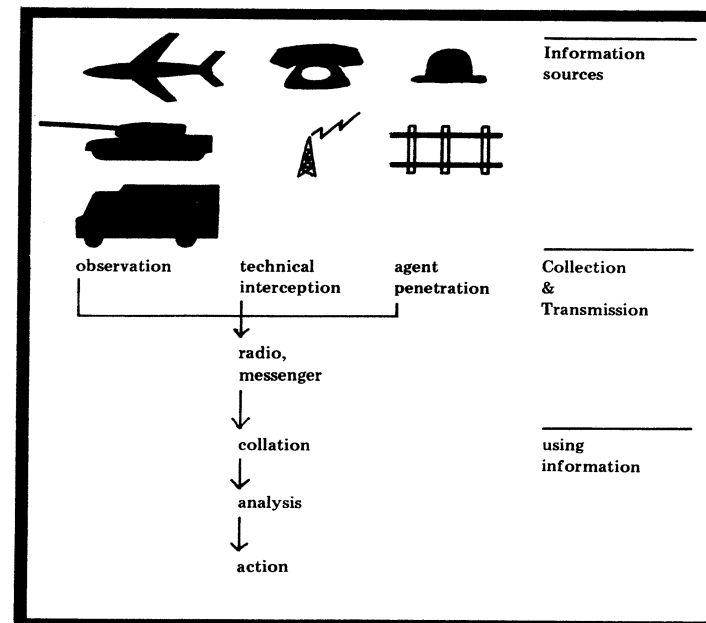 Information
sources
observation
technical
interception
agent
penetration
Collection
&
Transmission
radio,
messenger
collation
using
information
analysis
action